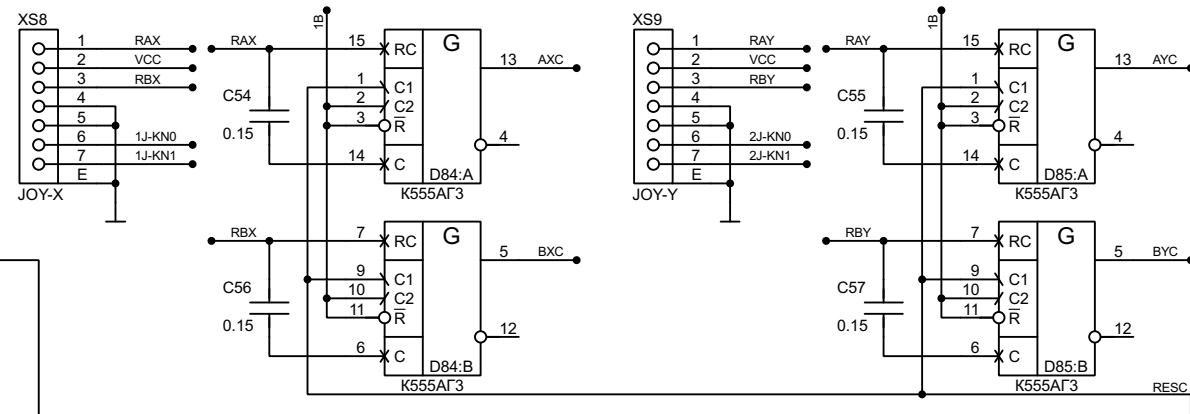 XS8
1 RAX
2 VCC
3 RBX
4
5
6 1J-KN0
7 1J-KN1
E
JOY-X
RAX
C54
0.15
1B
15 RC G
13 AXC
1 C1
2 C2
3 R
4
14 C
D84:A
К555АГ3
RBX
C56
0.15
7 RC G
5 BXC
9 C1
10 C2
11 R
12
6 C
D84:B
К555АГ3
XS9
1 RAY
2 VCC
3 RBY
4
5
6 2J-KN0
7 2J-KN1
E
JOY-Y
RAY
C55
0.15
1B
15 RC G
13 AYC
1 C1
2 C2
3 R
4
14 C
D85:A
К555АГ3
RBY
C57
0.15
7 RC G
5 BYC
9 C1
10 C2
11 R
12
6 C
D85:B
К555АГ3
RESC